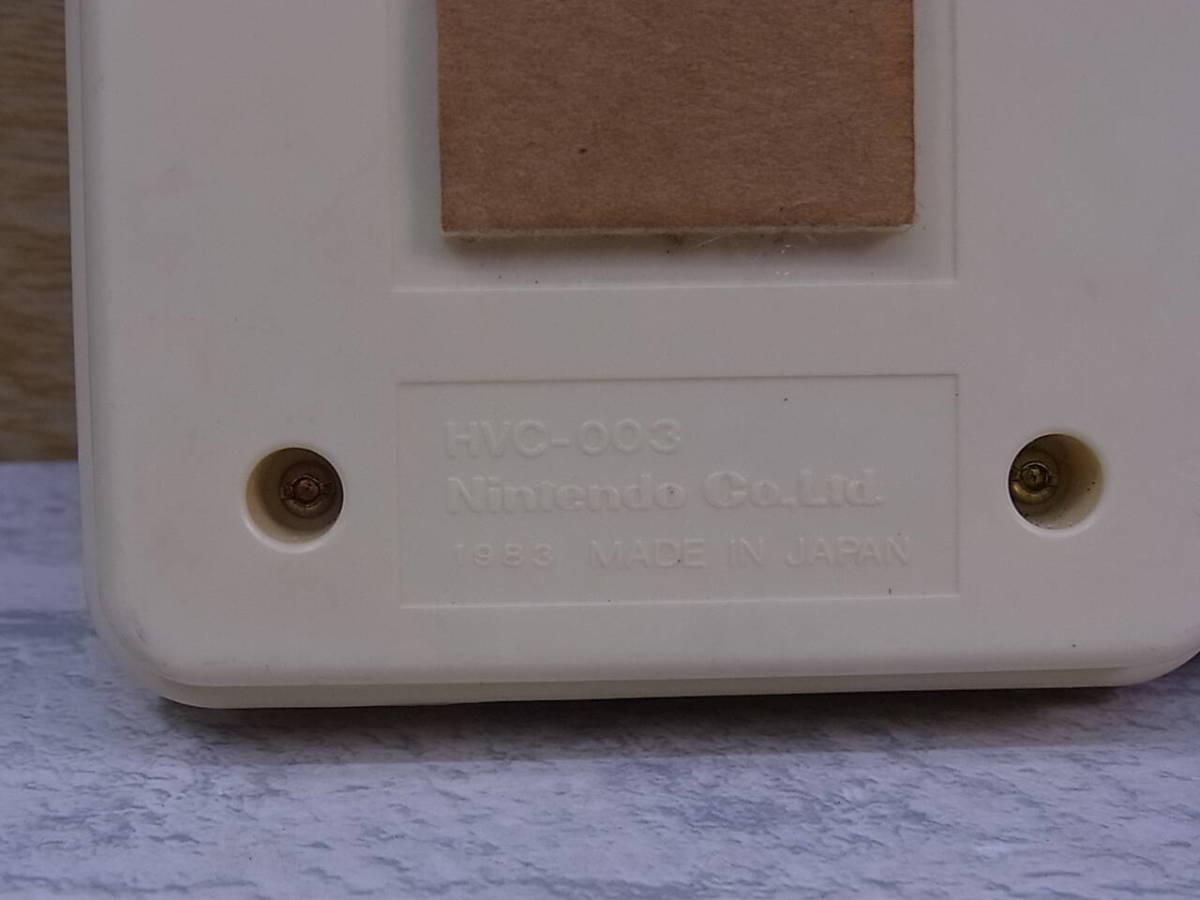 HVC-003
Nintendo Co.,Ltd.
1983 MADE IN JAPAN